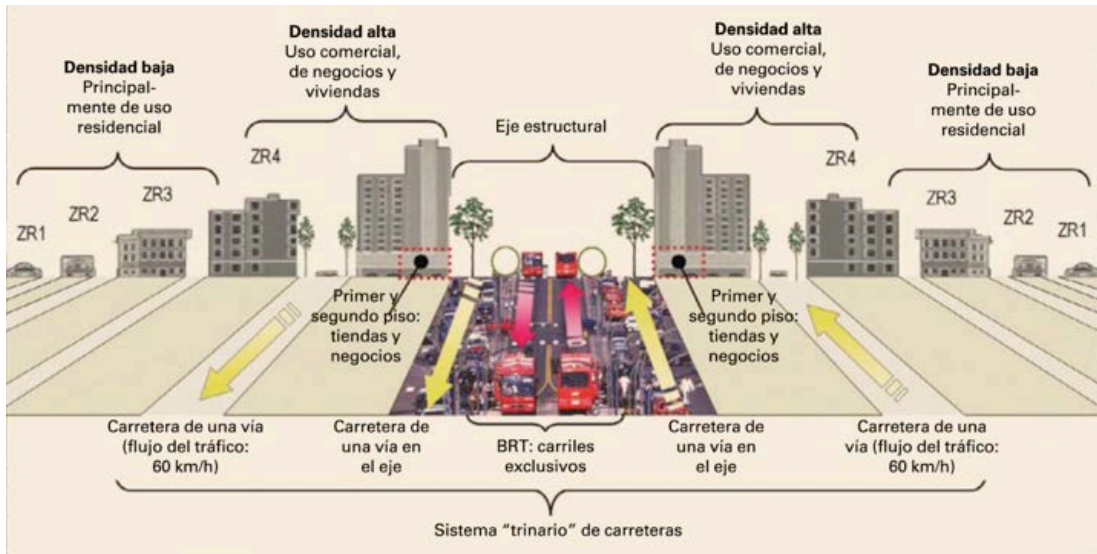 Densidad baja
Principal-
mente de uso
residencial
Densidad alta
Uso comercial,
de negocios y
viviendas
Eje estructural
Densidad alta
Uso comercial,
de negocios y
viviendas
Densidad baja
Principal-
mente de uso
residencial
ZR1
ZR2
ZR3
ZR4
ZR4
ZR3
ZR2
ZR1
Primer y
segundo piso:
tiendas y
negocios
Primer y
segundo piso:
tiendas y
negocios
Carretera de una vía
(flujo del tráfico:
60 km/h)
Carretera de
una vía en
el eje
BRT: carriles
exclusivos
Carretera de
una vía en
el eje
Carretera de una
vía (flujo del tráfico:
60 km/h)
Sistema “trinario” de carreteras